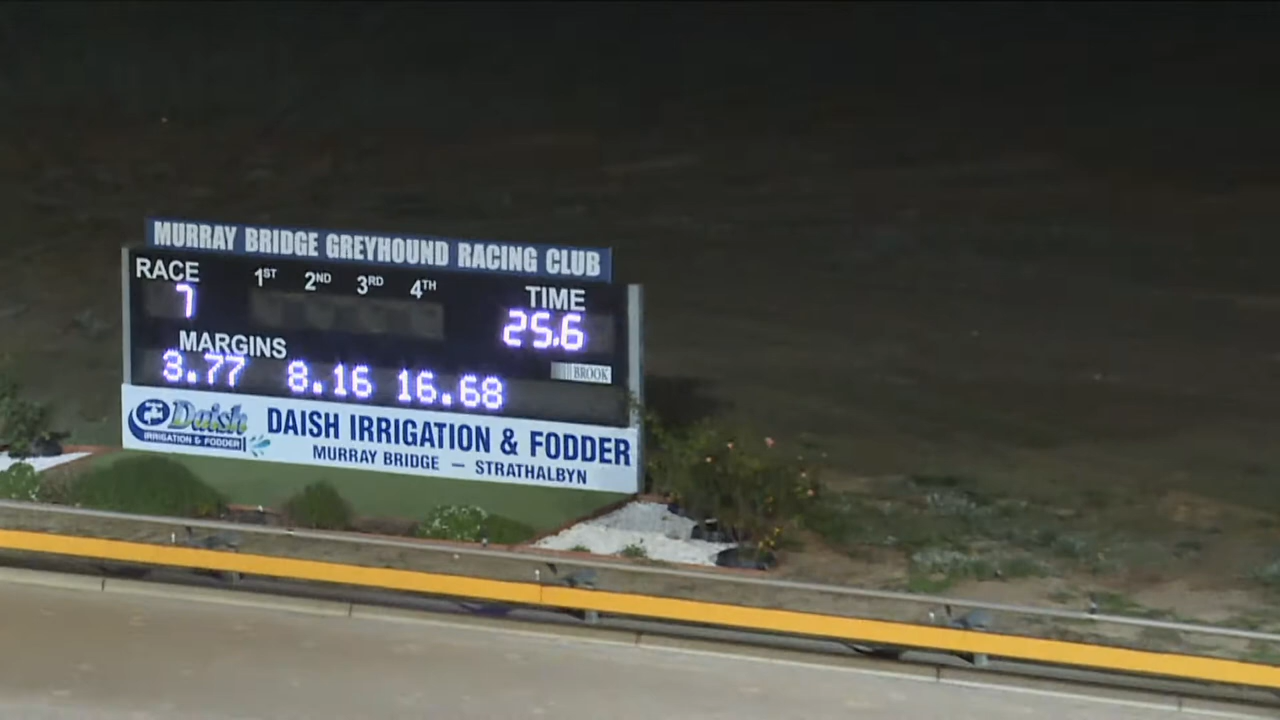 MURRAY BRIDGE GREYHOUND RACING CLUB
RACE 1ST 2ND 3RD 4TH TIME
7 25.6
MARGINS
3.77 8.16 16.68
BROOK
Daish
IRRIGATION & FODDER
DAISH IRRIGATION & FODDER
MURRAY BRIDGE — STRATHALBYN